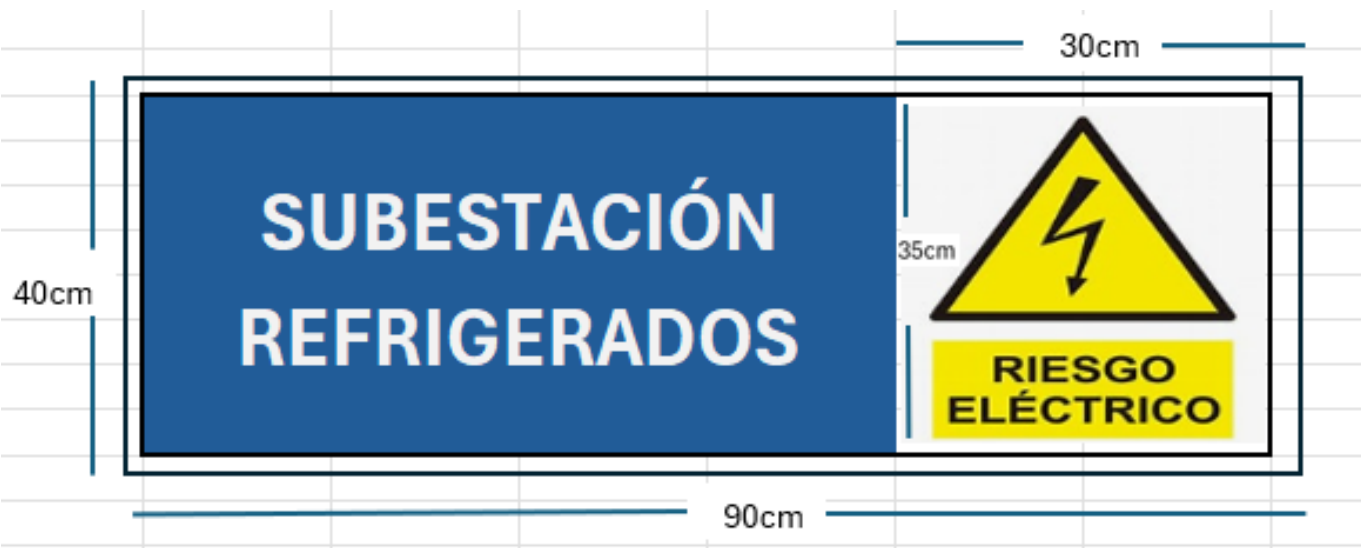 30cm
SUBESTACIÓN
REFRIGERADOS
35cm
40cm
RIESGO
ELÉCTRICO
90cm